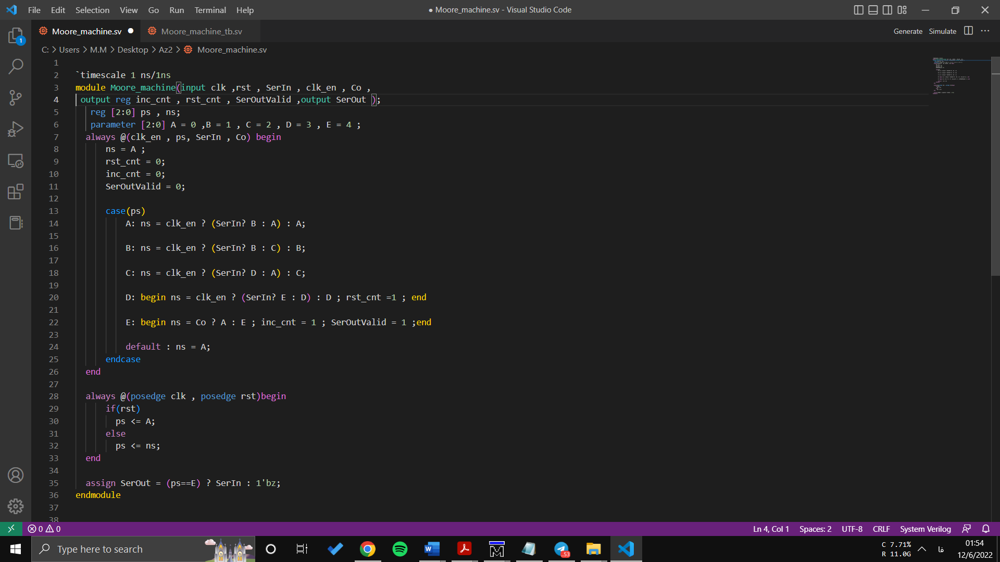 File Edit Selection View Go Run Terminal Help
● Moore_machine.sv - Visual Studio Code
Moore_machine.sv ● Moore_machine_tb.sv
Generate Simulate
C: > Users > M.M > Desktop > Az2 > Moore_machine.sv
1
1
2 `timescale 1 ns/1ns
3 module Moore_machine(input clk ,rst , SerIn , clk_en , Co ,
4 output reg inc_cnt , rst_cnt , SerOutValid ,output SerOut );
5 reg [2:0] ps , ns;
6 parameter [2:0] A = 0 ,B = 1 , C = 2 , D = 3 , E = 4 ;
7 always @(clk_en , ps, SerIn , Co) begin
8 ns = A ;
9 rst_cnt = 0;
10 inc_cnt = 0;
11 SerOutValid = 0;
12
13 case(ps)
14 A: ns = clk_en ? (SerIn? B : A) : A;
15
16 B: ns = clk_en ? (SerIn? B : C) : B;
17
18 C: ns = clk_en ? (SerIn? D : A) : C;
19
20 D: begin ns = clk_en ? (SerIn? E : D) : D ; rst_cnt =1 ; end
21
22 E: begin ns = Co ? A : E ; inc_cnt = 1 ; SerOutValid = 1 ;end
23
24 default : ns = A;
25 endcase
26 end
27
28 always @(posedge clk , posedge rst)begin
29 if(rst)
30 ps <= A;
31 else
32 ps <= ns;
33 end
34
35 assign SerOut = (ps==E) ? SerIn : 1'bz;
36 endmodule
37
38
0 0
Ln 4, Col 1 Spaces: 2 UTF-8 CRLF System Verilog
Type here to search
..53
C 7.71%
R 11.0G
فا
01:54
12/6/2022